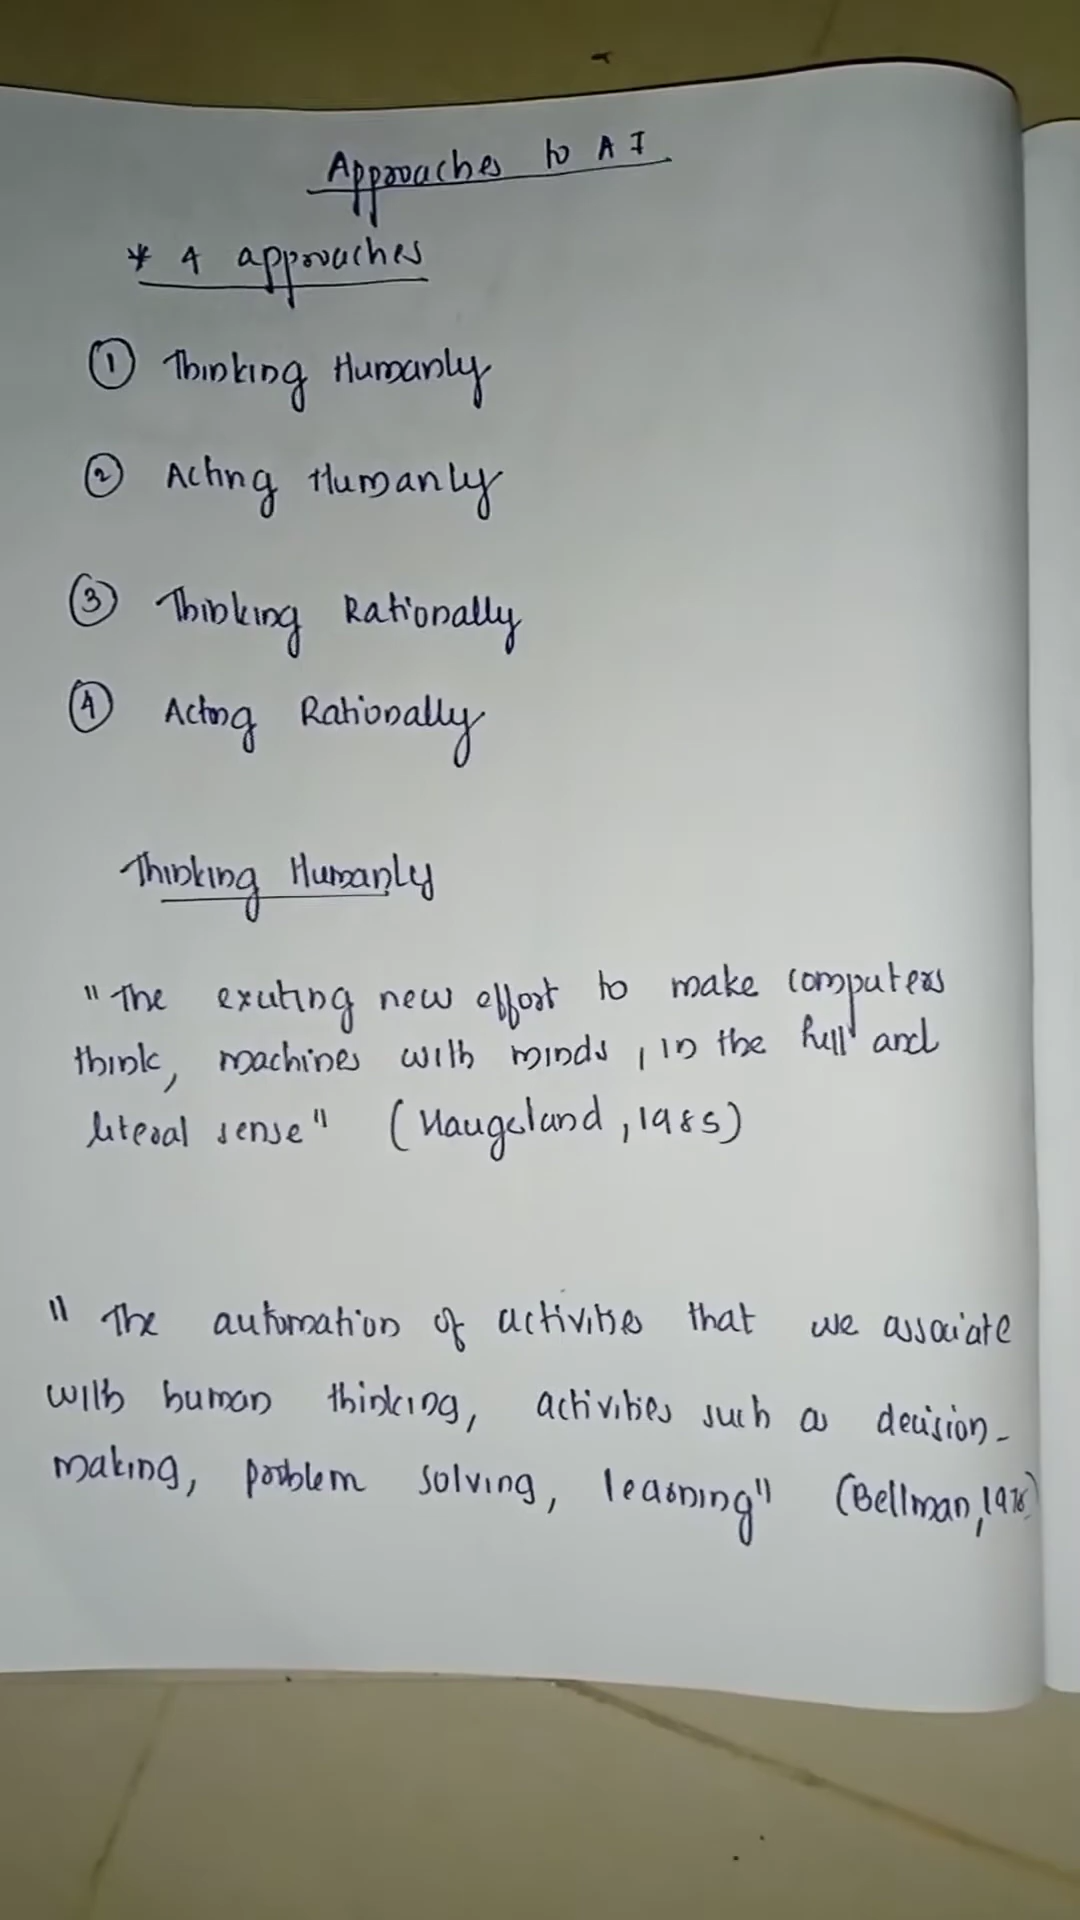 Approaches to AI
* 4 approaches
① Thinking Humanly
② Acting Humanly
③ Thinking Rationally
④ Acting Rationally
Thinking Humanly
"The exciting new effort to make computers
think, machines with minds, in the full and
literal sense" (Haugeland, 1985)
"The automation of activities that we associate
with human thinking, activities such as decision-
making, problem solving, learning" (Bellman, 1978)